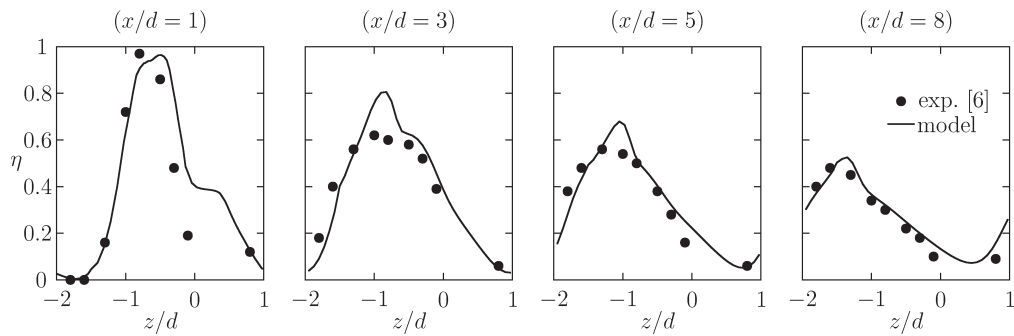 (x/d = 1) (x/d = 3) (x/d = 5) (x/d = 8)
1
0.8
0.6
η
0.4
0.2
0
exp. [6]
model
−2 −1 0 1 −2 −1 0 1 −2 −1 0 1 −2 −1 0 1
z/d z/d z/d z/d